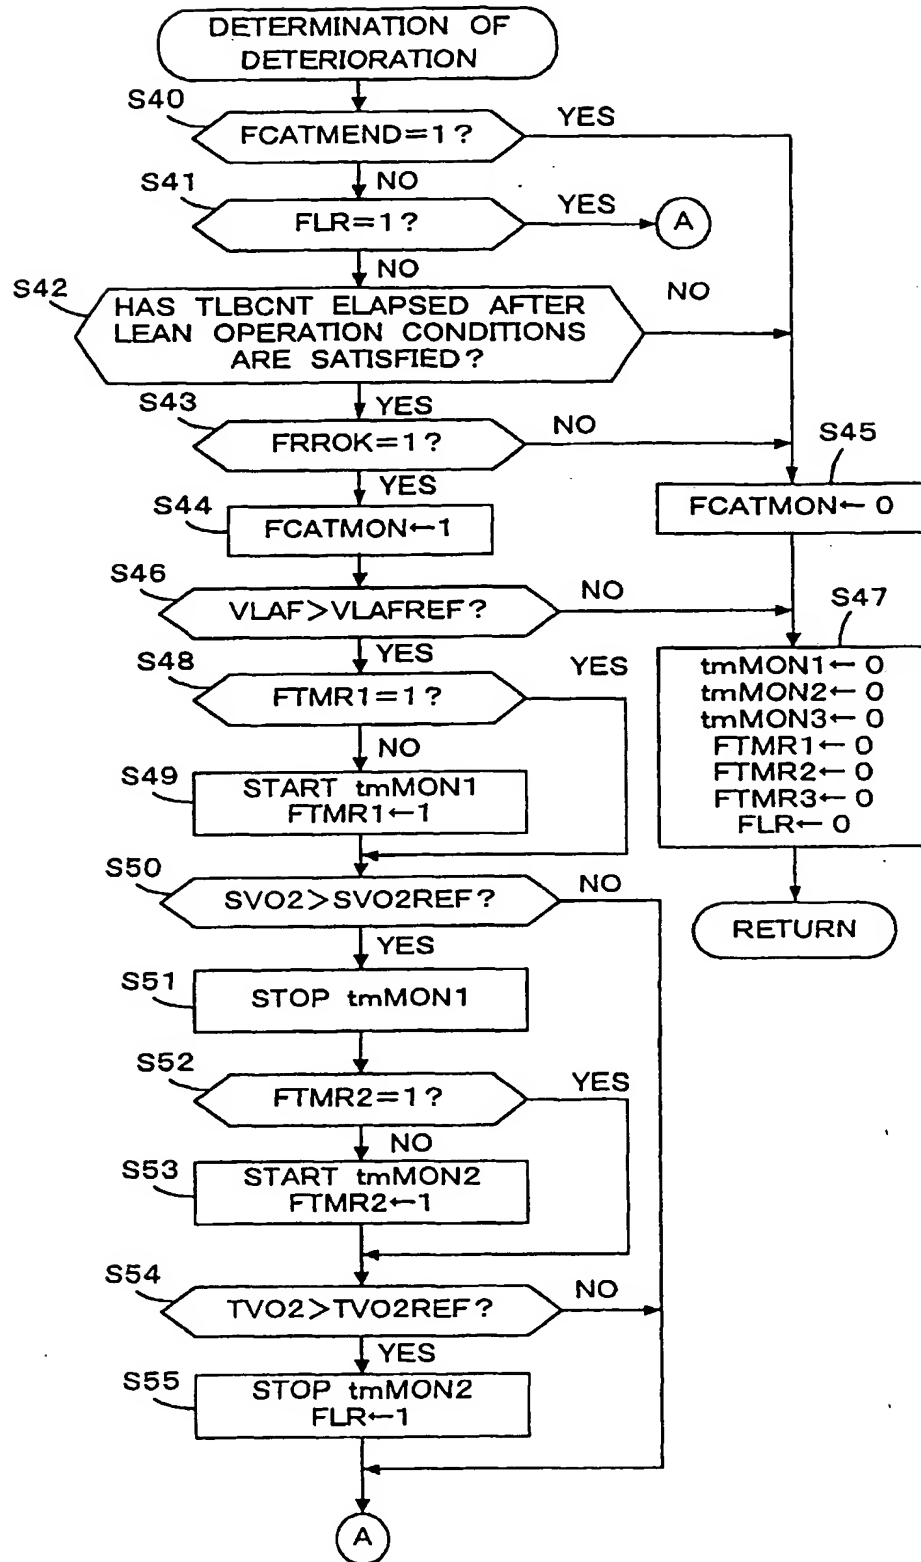 DETERMINATION OF
DETERIORATION
S40
FCATMEND=1?
YES
NO
S41
FLR=1?
YES
A
NO
S42
HAS TLBCNT ELAPSED AFTER
LEAN OPERATION CONDITIONS
ARE SATISFIED?
NO
YES
S43
FRROK=1?
NO
YES
S44
FCATMON←1
S45
FCATMON←0
S46
VLAF>VLAFREF?
NO
YES
S47
tmMON1←0
tmMON2←0
tmMON3←0
FTMR1←0
FTMR2←0
FTMR3←0
FLR←0
RETURN
S48
FTMR1=1?
YES
NO
S49
START tmMON1
FTMR1←1
S50
SVO2>SVO2REF?
NO
YES
S51
STOP tmMON1
S52
FTMR2=1?
YES
NO
S53
START tmMON2
FTMR2←1
S54
TVO2>TVO2REF?
NO
YES
S55
STOP tmMON2
FLR←1
A